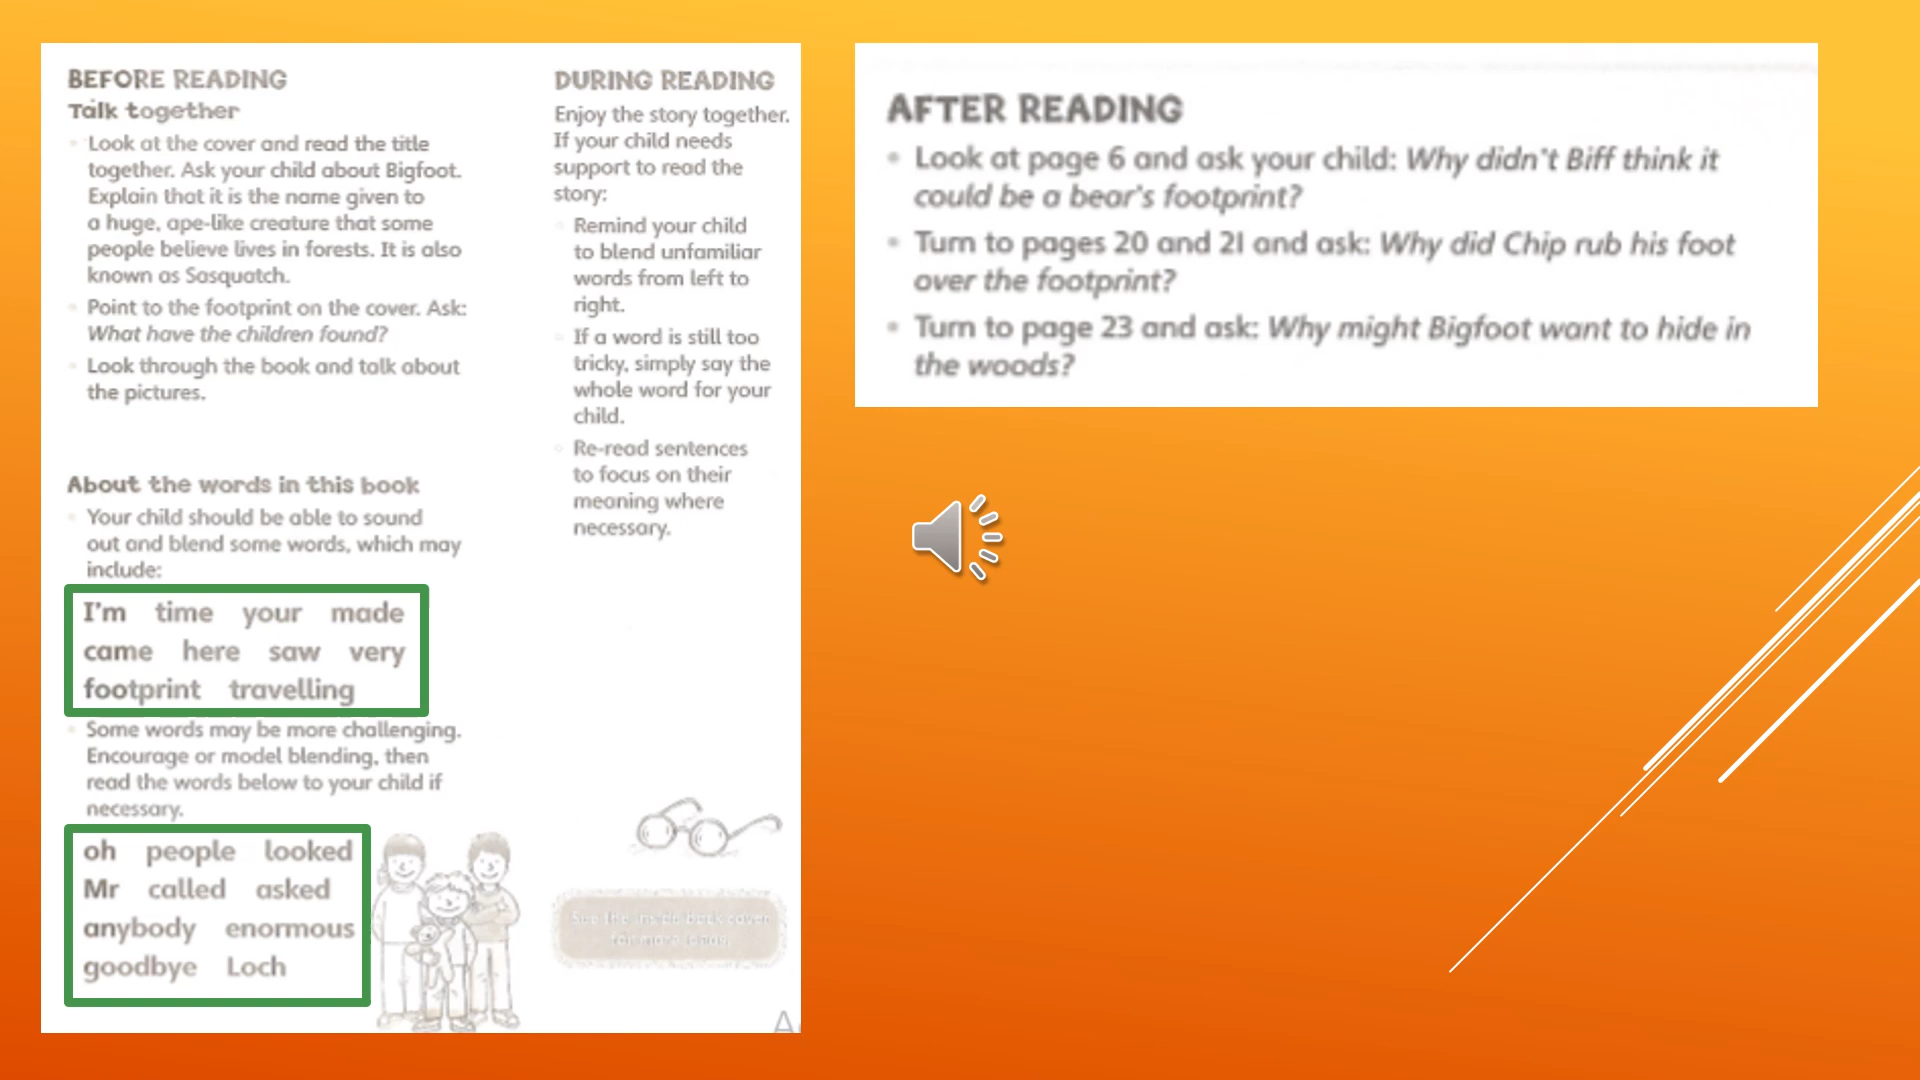 BEFORE READING
Talk together
Look at the cover and read the title
together. Ask your child about Bigfoot.
Explain that it is the name given to
a huge, ape-like creature that some
people believe lives in forests. It is also
known as Sasquatch.
Point to the footprint on the cover. Ask:
What have the children found?
Look through the book and talk about
the pictures.
About the words in this book
Your child should be able to sound
out and blend some words, which may
include:
I'm time your made
came here saw very
footprint travelling
Some words may be more challenging.
Encourage or model blending, then
read the words below to your child if
necessary.
oh people looked
Mr called asked
anybody enormous
goodbye Loch
DURING READING
Enjoy the story together.
If your child needs
support to read the
story:
Remind your child
to blend unfamiliar
words from left to
right.
If a word is still too
tricky, simply say the
whole word for your
child.
Re-read sentences
to focus on their
meaning where
necessary.
See the inside back cover
for more ideas.
AFTER READING
• Look at page 6 and ask your child: Why didn't Biff think it
could be a bear's footprint?
• Turn to pages 20 and 21 and ask: Why did Chip rub his foot
over the footprint?
• Turn to page 23 and ask: Why might Bigfoot want to hide in
the woods?